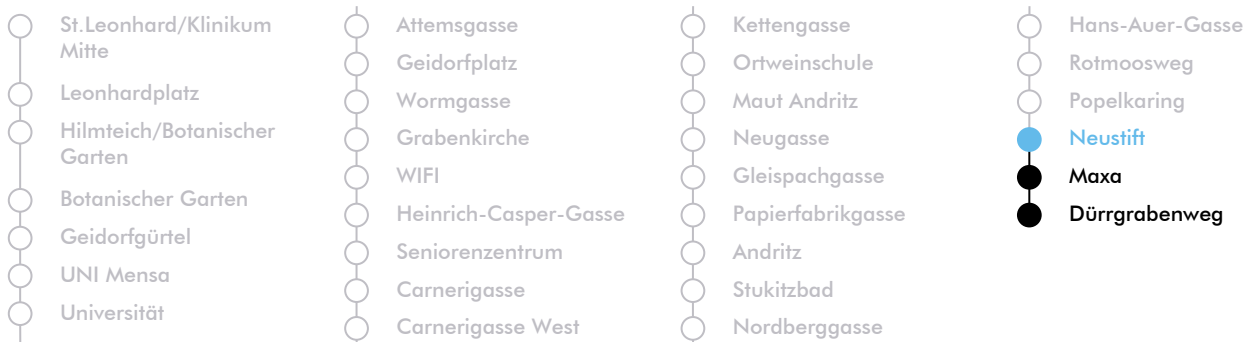 St.Leonhard/Klinikum
Mitte
Leonhardplatz
Hilmteich/Botanischer
Garten
Botanischer Garten
Geidorfgürtel
UNI Mensa
Universität
Attemsgasse
Geidorfplatz
Wormgasse
Grabenkirche
WIFI
Heinrich-Casper-Gasse
Seniorenzentrum
Carnerigasse
Carnerigasse West
Kettengasse
Ortweinschule
Maut Andritz
Neugasse
Gleispachgasse
Papierfabrikgasse
Andritz
Stukitzbad
Nordberggasse
Hans-Auer-Gasse
Rotmoosweg
Popelkaring
Neustift
Maxa
Dürrgrabenweg